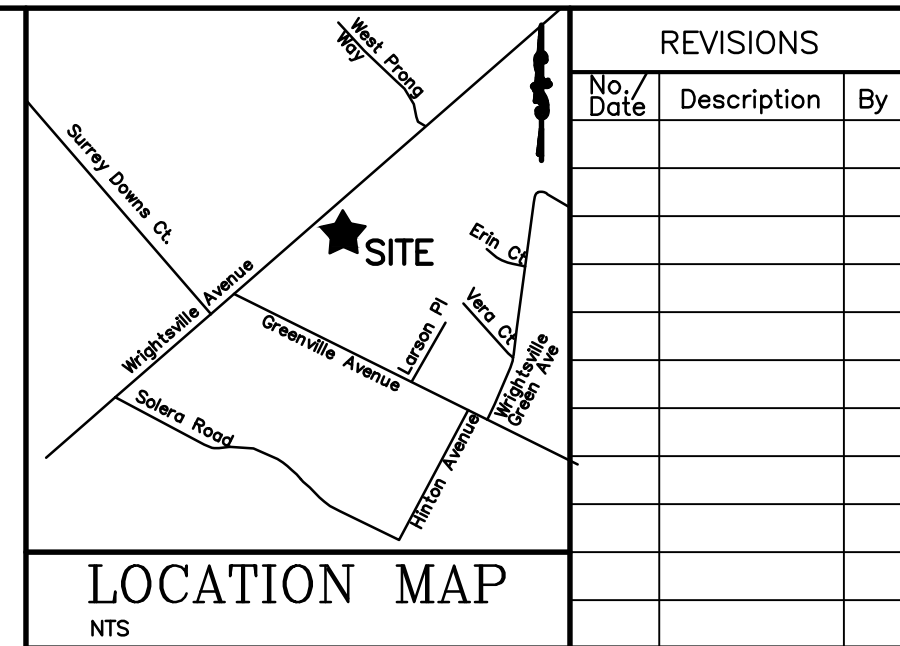 West Prong
Way
Surrey Downs Ct.
SITE
Erin Ct
Wrightsville Avenue
Vera Ct
Larson Pl
Greenville Avenue
Wrightsville
Green Ave
Solera Road
Hinton Avenue
LOCATION MAP
NTS
REVISIONS
No./
Date
Description
By